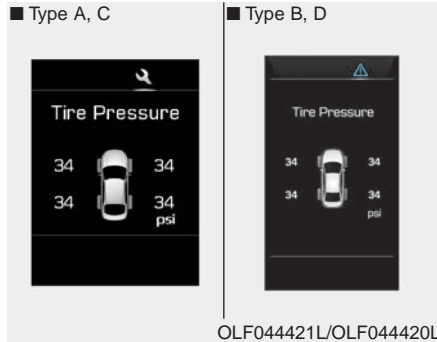 ■ Type A, C
Tire Pressure
34 34
34 34
psi
■ Type B, D
Tire Pressure
34 34
34 34
psi
OLF044421L/OLF044420L